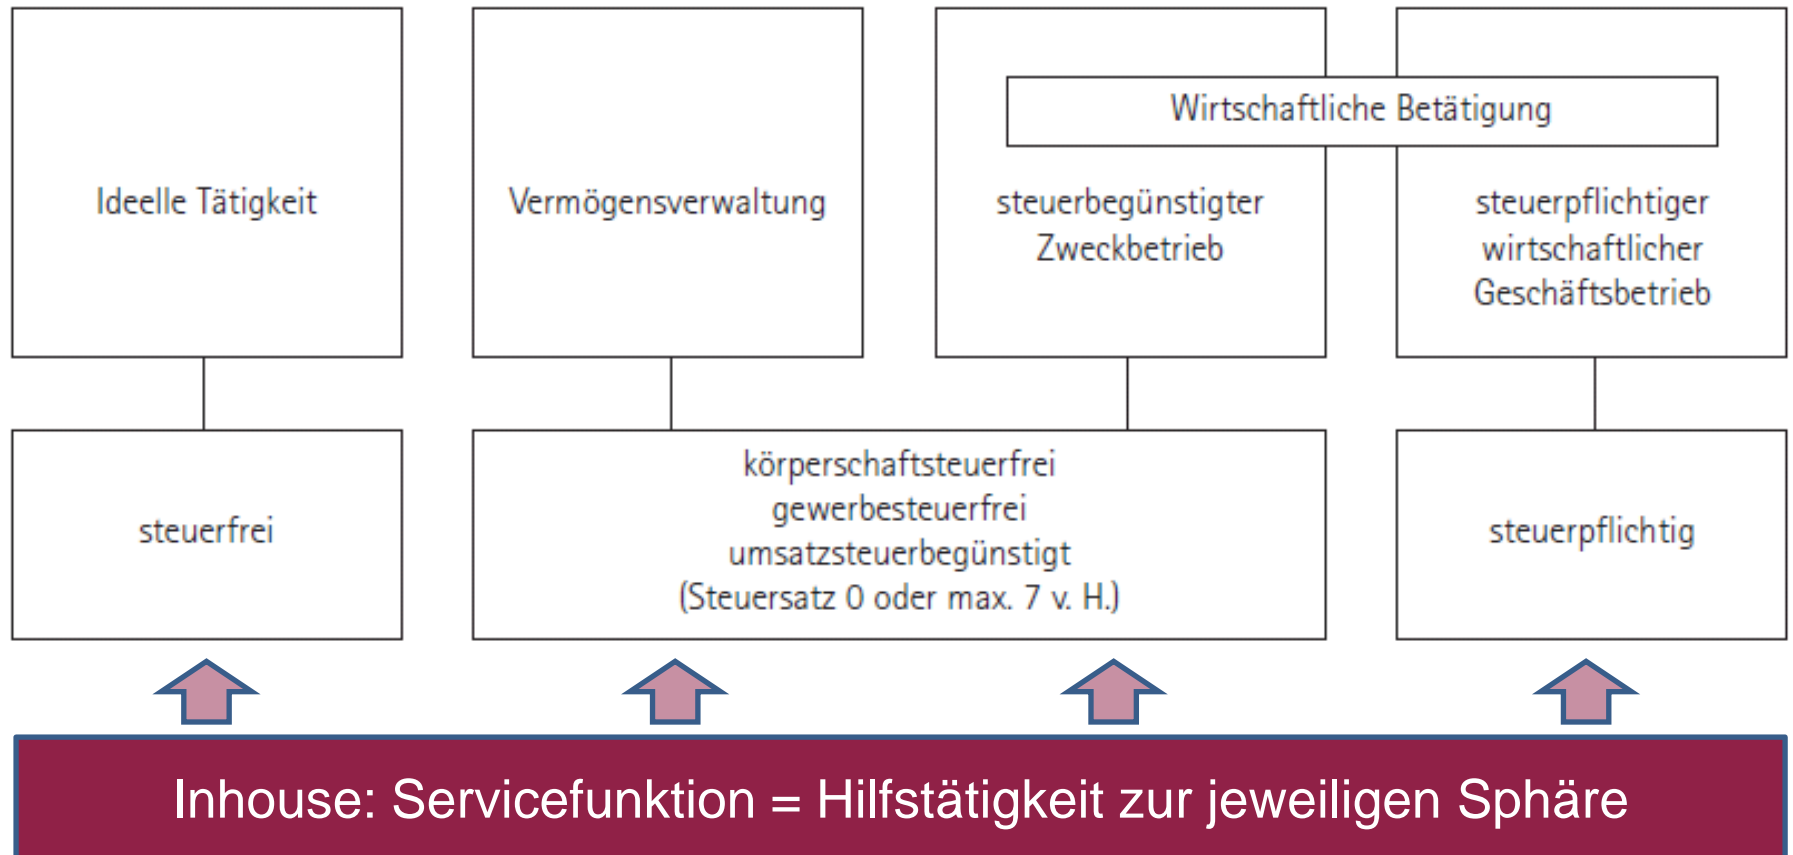 Wirtschaftliche Betätigung
Ideelle Tätigkeit
Vermögensverwaltung
steuerbegünstigter
Zweckbetrieb
steuerpflichtiger
wirtschaftlicher
Geschäftsbetrieb
steuerfrei
körperschaftsteuerfrei
gewerbesteuerfrei
umsatzsteuerbegünstigt
(Steuersatz 0 oder max. 7 v. H.)
steuerpflichtig
Inhouse: Servicefunktion = Hilfstätigkeit zur jeweiligen Sphäre